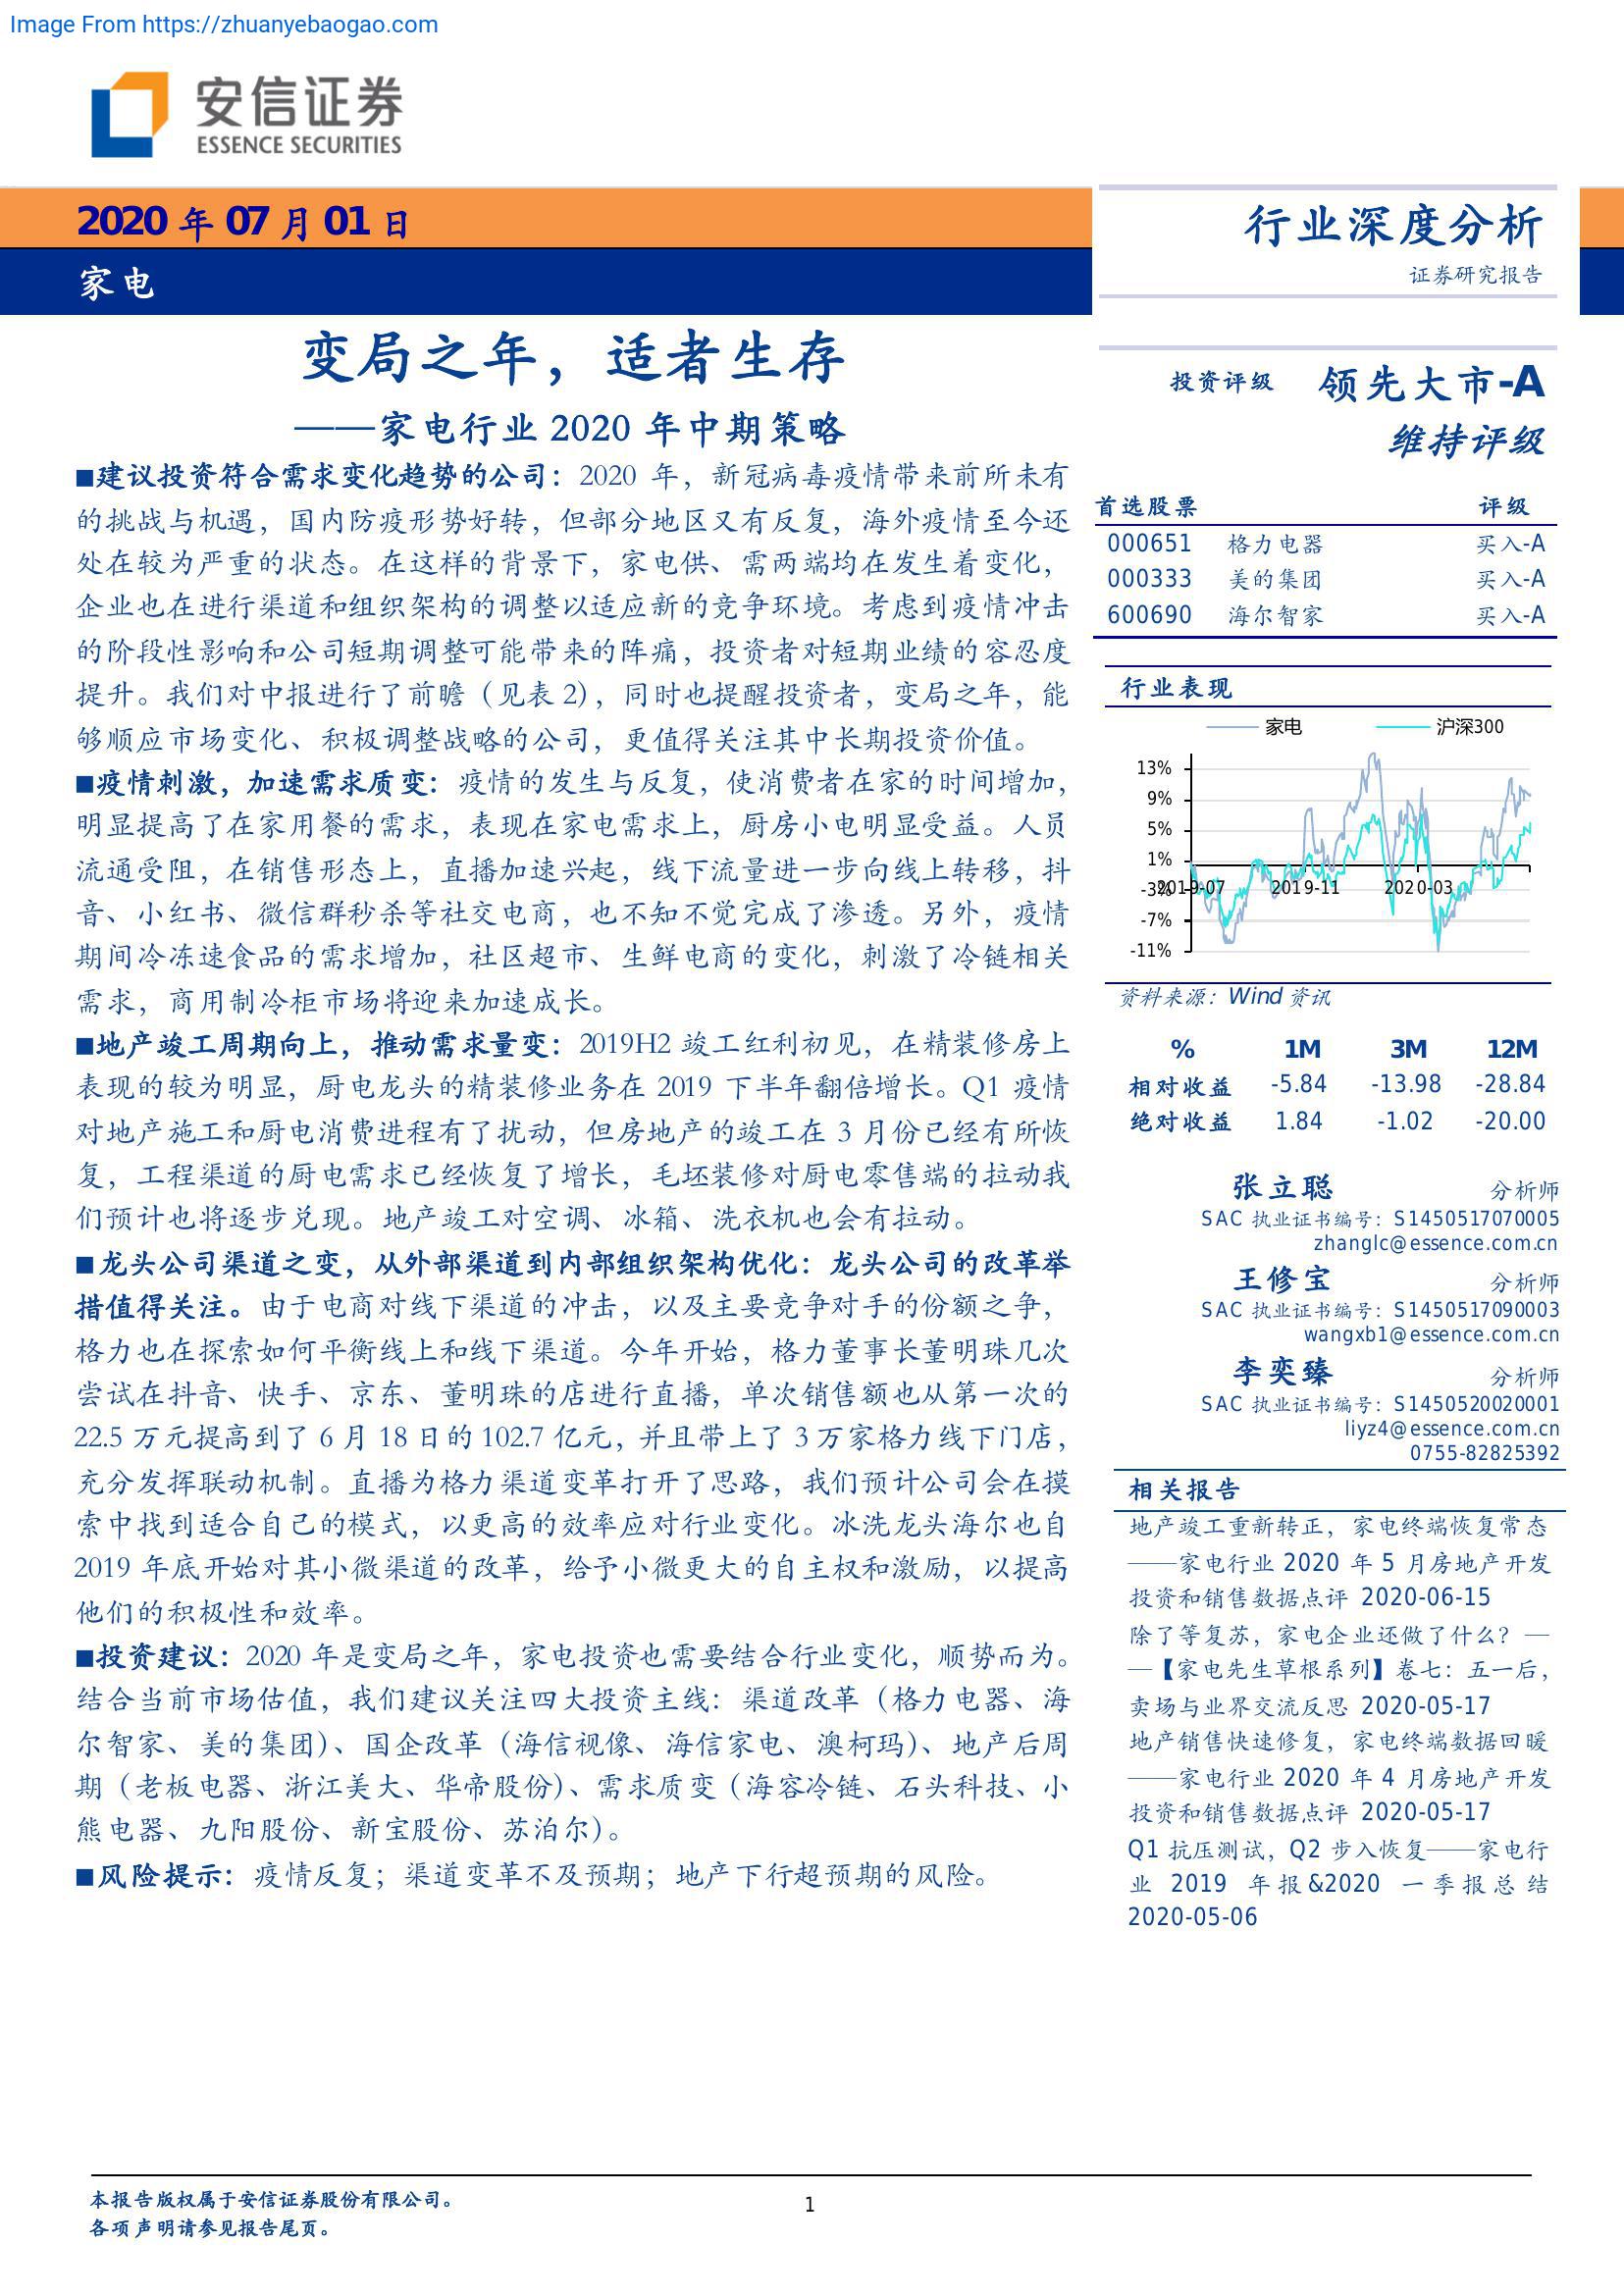 Image From https://zhuanyebaogao.com
安信证券
ESSENCE SECURITIES
2020 年 07 月 01 日
家电
行业深度分析
证券研究报告
变局之年，适者生存
——家电行业 2020 年中期策略
■建议投资符合需求变化趋势的公司：2020 年，新冠病毒疫情带来前所未有
的挑战与机遇，国内防疫形势好转，但部分地区又有反复，海外疫情至今还
处在较为严重的状态。在这样的背景下，家电供、需两端均在发生着变化，
企业也在进行渠道和组织架构的调整以适应新的竞争环境。考虑到疫情冲击
的阶段性影响和公司短期调整可能带来的阵痛，投资者对短期业绩的容忍度
提升。我们对中报进行了前瞻（见表 2），同时也提醒投资者，变局之年，能
够顺应市场变化、积极调整战略的公司，更值得关注其中长期投资价值。
■疫情刺激，加速需求质变：疫情的发生与反复，使消费者在家的时间增加，
明显提高了在家用餐的需求，表现在家电需求上，厨房小电明显受益。人员
流通受阻，在销售形态上，直播加速兴起，线下流量进一步向线上转移，抖
音、小红书、微信群秒杀等社交电商，也不知不觉完成了渗透。另外，疫情
期间冷冻速食品的需求增加，社区超市、生鲜电商的变化，刺激了冷链相关
需求，商用制冷柜市场将迎来加速成长。
■地产竣工周期向上，推动需求量变：2019H2 竣工红利初见，在精装修房上
表现的较为明显，厨电龙头的精装修业务在 2019 下半年翻倍增长。Q1 疫情
对地产施工和厨电消费进程有了扰动，但房地产的竣工在 3 月份已经有所恢
复，工程渠道的厨电需求已经恢复了增长，毛坯装修对厨电零售端的拉动我
们预计也将逐步兑现。地产竣工对空调、冰箱、洗衣机也会有拉动。
■龙头公司渠道之变，从外部渠道到内部组织架构优化：龙头公司的改革举
措值得关注。由于电商对线下渠道的冲击，以及主要竞争对手的份额之争，
格力也在探索如何平衡线上和线下渠道。今年开始，格力董事长董明珠几次
尝试在抖音、快手、京东、董明珠的店进行直播，单次销售额也从第一次的
22.5 万元提高到了 6 月 18 日的 102.7 亿元，并且带上了 3 万家格力线下门店，
充分发挥联动机制。直播为格力渠道变革打开了思路，我们预计公司会在摸
索中找到适合自己的模式，以更高的效率应对行业变化。冰洗龙头海尔也自
2019 年底开始对其小微渠道的改革，给予小微更大的自主权和激励，以提高
他们的积极性和效率。
■投资建议：2020 年是变局之年，家电投资也需要结合行业变化，顺势而为。
结合当前市场估值，我们建议关注四大投资主线：渠道改革（格力电器、海
尔智家、美的集团）、国企改革（海信视像、海信家电、澳柯玛）、地产后周
期（老板电器、浙江美大、华帝股份）、需求质变（海容冷链、石头科技、小
熊电器、九阳股份、新宝股份、苏泊尔）。
■风险提示：疫情反复；渠道变革不及预期；地产下行超预期的风险。
投资评级 领先大市-A
维持评级
首选股票 评级
000651 格力电器 买入-A
000333 美的集团 买入-A
600690 海尔智家 买入-A
行业表现
家电 沪深300
13%
9%
5%
1%
-3%
-7%
-11%
2019-07 2019-11 2020-03
资料来源：Wind 资讯
% 1M 3M 12M
相对收益 -5.84 -13.98 -28.84
绝对收益 1.84 -1.02 -20.00
张立聪 分析师
SAC 执业证书编号：S1450517070005
zhanglc@essence.com.cn
王修宝 分析师
SAC 执业证书编号：S1450517090003
wangxb1@essence.com.cn
李奕臻 分析师
SAC 执业证书编号：S1450520020001
liyz4@essence.com.cn
0755-82825392
相关报告
地产竣工重新转正，家电终端恢复常态
——家电行业 2020 年 5 月房地产开发
投资和销售数据点评 2020-06-15
除了等复苏，家电企业还做了什么？—
—【家电先生草根系列】卷七：五一后，
卖场与业界交流反思 2020-05-17
地产销售快速修复，家电终端数据回暖
——家电行业 2020 年 4 月房地产开发
投资和销售数据点评 2020-05-17
Q1 抗压测试，Q2 步入恢复——家电行
业 2019 年报&2020 一季报总结
2020-05-06
本报告版权属于安信证券股份有限公司。
各项声明请参见报告尾页。
1